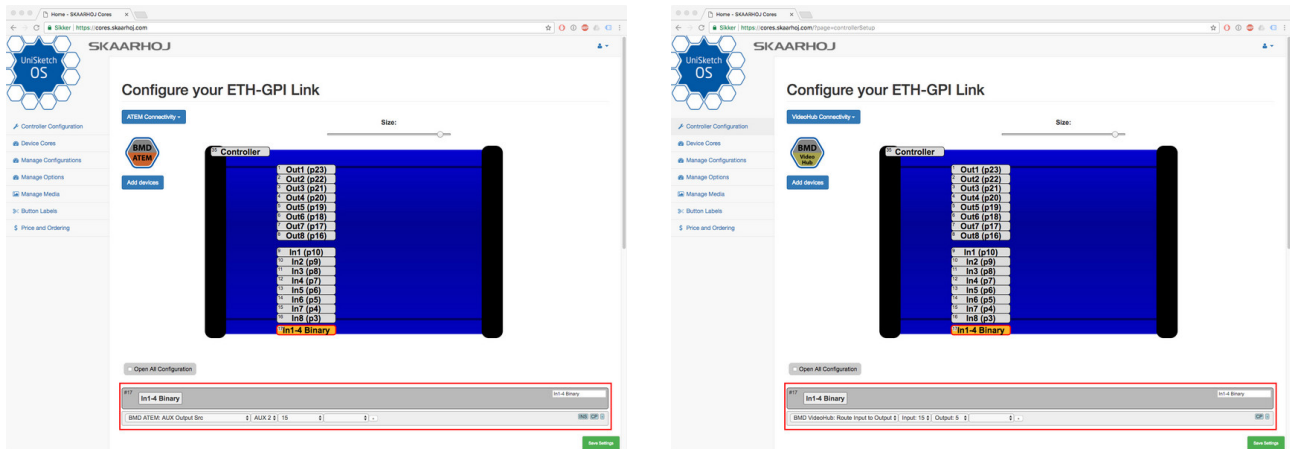 Home - SKAARHOJ Cores
Sikker
https://cores.skaarhoj.com
SKAARHOJ
UniSketch
OS
Configure your ETH-GPI Link
ATEM Connectivity
Size:
Controller Configuration
Device Cores
Manage Configurations
Manage Options
Manage Media
Button Labels
Price and Ordering
BMD
ATEM
Add devices
35 Controller
Out1 (p23)
Out2 (p22)
Out3 (p21)
Out4 (p20)
Out5 (p19)
Out6 (p18)
Out7 (p17)
Out8 (p16)
In1 (p10)
In2 (p9)
In3 (p8)
In4 (p7)
In5 (p6)
In6 (p5)
In7 (p4)
In8 (p3)
In1-4 Binary
Open All Configuration
#17
In1-4 Binary
In1-4 Binary
BMD ATEM: AUX Output Src
AUX 2
15
INS CP
Save Settings
Home - SKAARHOJ Cores
Sikker
https://cores.skaarhoj.com/?page=controllerSetup
SKAARHOJ
UniSketch
OS
Configure your ETH-GPI Link
VideoHub Connectivity
Size:
Controller Configuration
Device Cores
Manage Configurations
Manage Options
Manage Media
Button Labels
Price and Ordering
BMD
Video
Hub
Add devices
35 Controller
Out1 (p23)
Out2 (p22)
Out3 (p21)
Out4 (p20)
Out5 (p19)
Out6 (p18)
Out7 (p17)
Out8 (p16)
In1 (p10)
In2 (p9)
In3 (p8)
In4 (p7)
In5 (p6)
In6 (p5)
In7 (p4)
In8 (p3)
In1-4 Binary
Open All Configuration
#17
In1-4 Binary
In1-4 Binary
BMD VideoHub: Route Input to Output
Input: 15
Output: 5
CP
Save Settings